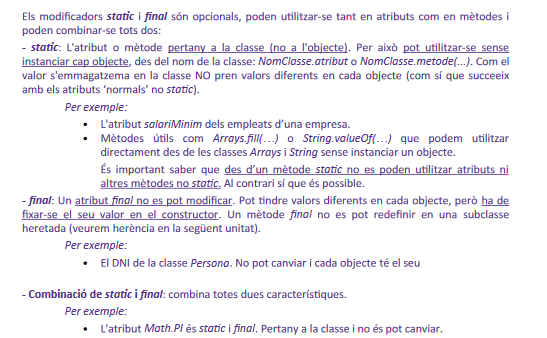 Els modificadors static i final són opcionals, poden utilitzar-se tant en atributs com en mètodes i
poden combinar-se tots dos:
- static: L'atribut o mètode pertany a la classe (no a l'objecte). Per això pot utilitzar-se sense
instanciar cap objecte, des del nom de la classe: NomClasse.atribut o NomClasse.metode(...). Com el
valor s'emmagatzema en la classe NO pren valors diferents en cada objecte (com sí que succeeix
amb els atributs ‘normals’ no static).
Per exemple:
• L'atribut salariMinim dels empleats d’una empresa.
• Mètodes útils com Arrays.fill(…) o String.valueOf(…) que podem utilitzar
directament des de les classes Arrays i String sense instanciar un objecte.
És important saber que des d’un mètode static no es poden utilitzar atributs ni
altres mètodes no static. Al contrari sí que és possible.
- final: Un atribut final no es pot modificar. Pot tindre valors diferents en cada objecte, però ha de
fixar-se el seu valor en el constructor. Un mètode final no es pot redefinir en una subclasse
heretada (veurem herència en la següent unitat).
Per exemple:
• El DNI de la classe Persona. No pot canviar i cada objecte té el seu
- Combinació de static i final: combina totes dues característiques.
Per exemple:
• L'atribut Math.PI és static i final. Pertany a la classe i no és pot canviar.